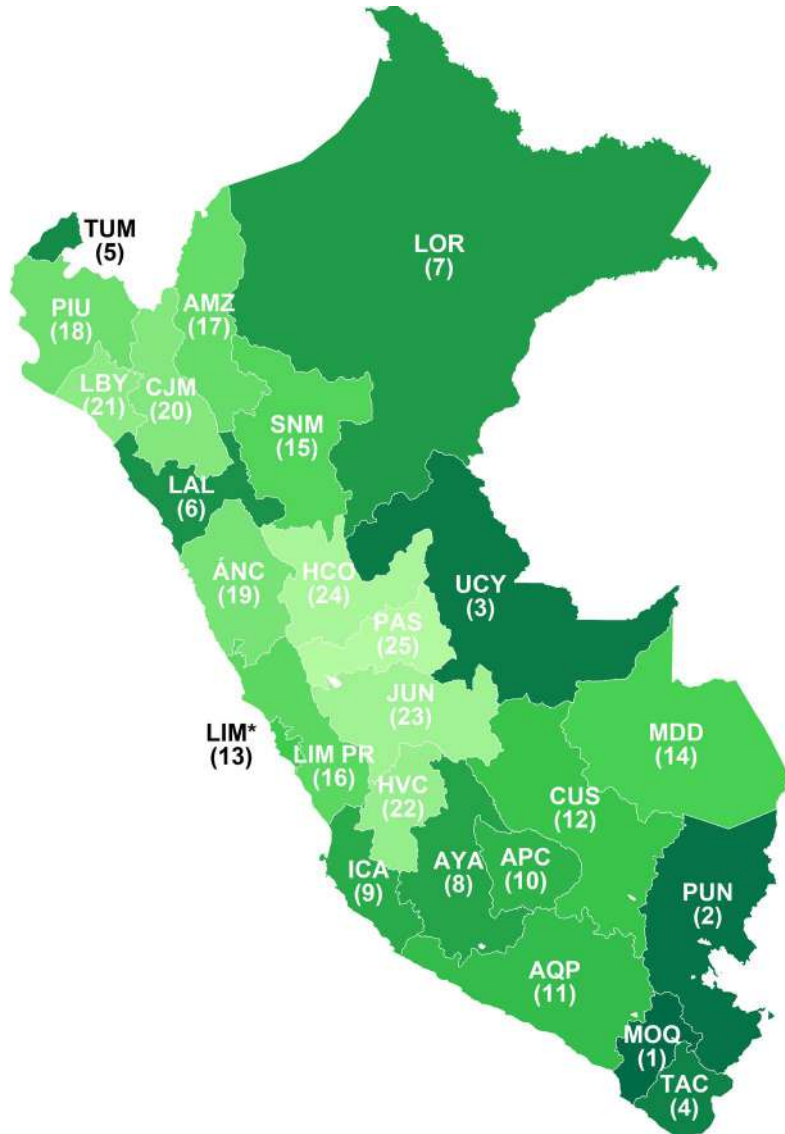 TUM
(5)
LOR
(7)
PIU
(18)
AMZ
(17)
LBY
(21)
CJM
(20)
SNM
(15)
LAL
(6)
ÁNC
(19)
HCO
(24)
UCY
(3)
PAS
(25)
JUN
(23)
LIM*
(13)
LIM PR
(16)
MDD
(14)
HVC
(22)
CUS
(12)
ICA
(9)
AYA
(8)
APC
(10)
PUN
(2)
AQP
(11)
MOQ
(1)
TAC
(4)